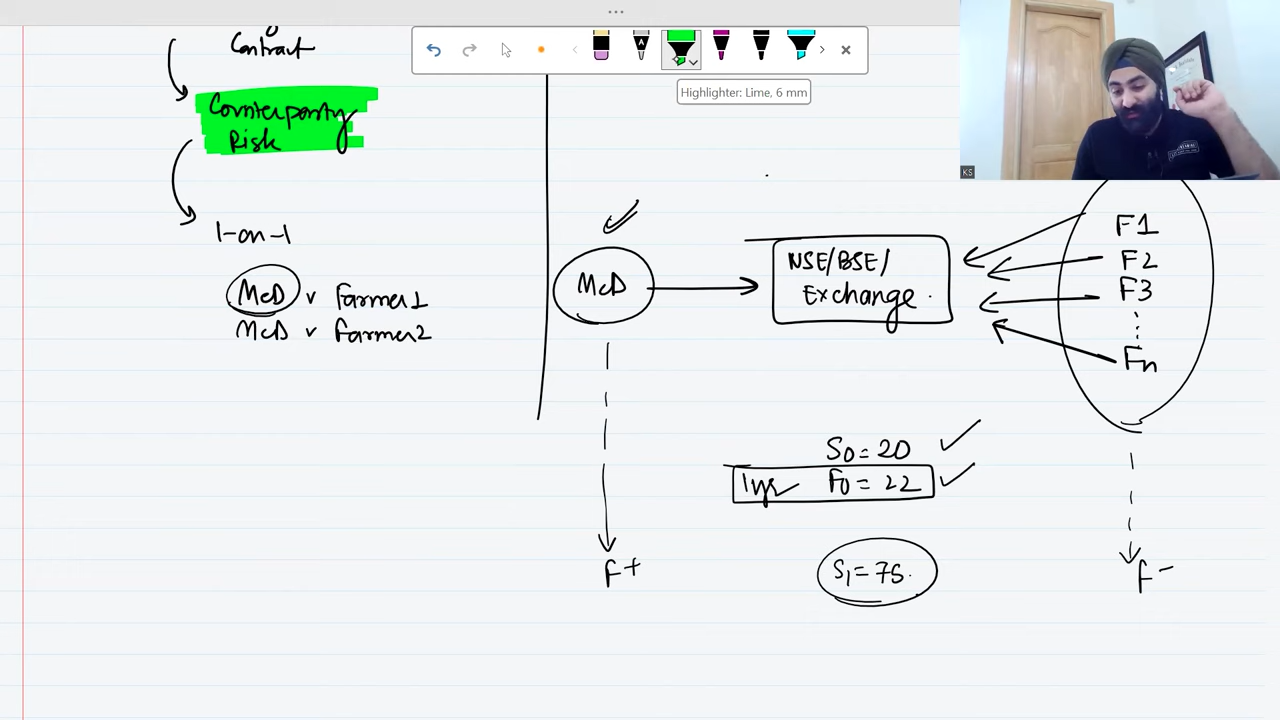 Contract
Counterparty
Risk
1-on-1
McD v Farmer1
McD v Farmer2
Highlighter: Lime, 6 mm
KS
McD
NSE/BSE/
Exchange.
F1
F2
F3
Fn
S0 = 20
1yr F0 = 22
S1 = 75.
F+
F-